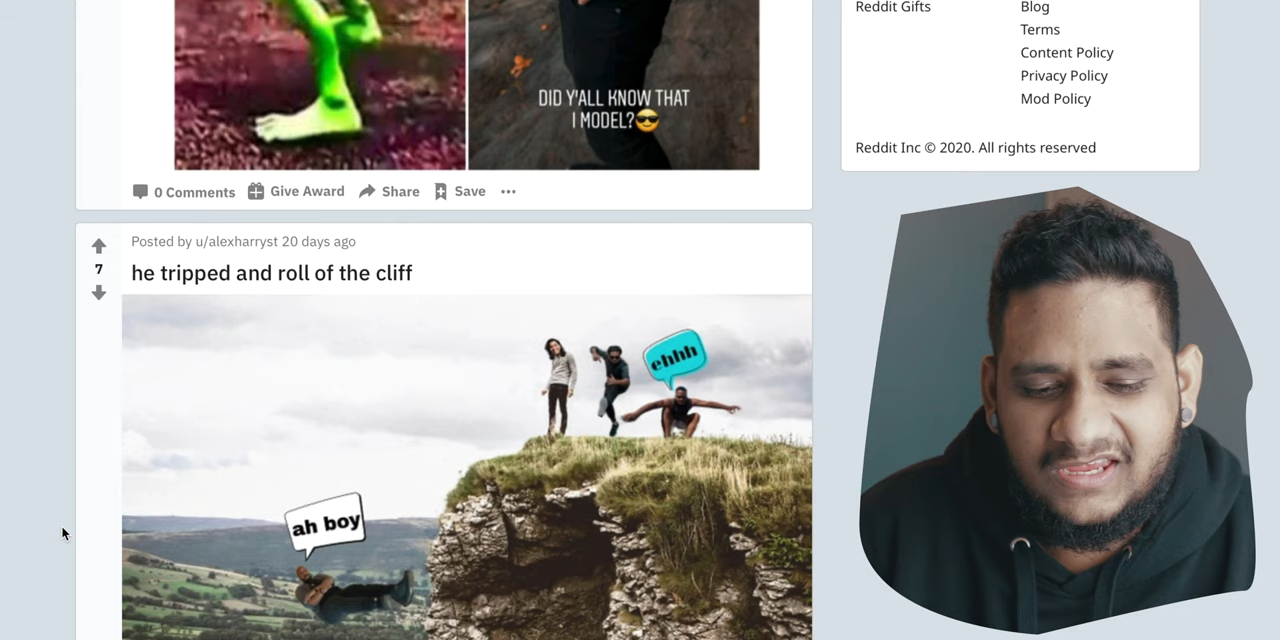 DID Y'ALL KNOW THAT
I MODEL?😎
0 Comments
Give Award
Share
Save
Posted by u/alexharryst 20 days ago
7
he tripped and roll of the cliff
ehhh
ah boy
Reddit Gifts
Blog
Terms
Content Policy
Privacy Policy
Mod Policy
Reddit Inc © 2020. All rights reserved